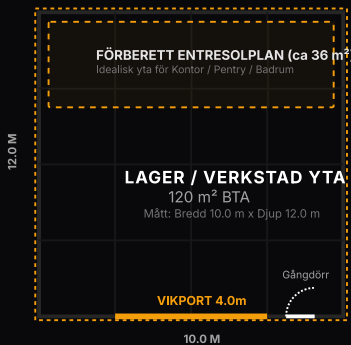 FÖRBERETT ENTRESOLPLAN (ca 36 m²)
Idealisk yta för Kontor / Pentry / Badrum
12.0 M
LAGER / VERKSTAD YTA
120 m² BTA
Mått: Bredd 10.0 m x Djup 12.0 m
Gångdörr
VIKPORT 4.0m
10.0 M